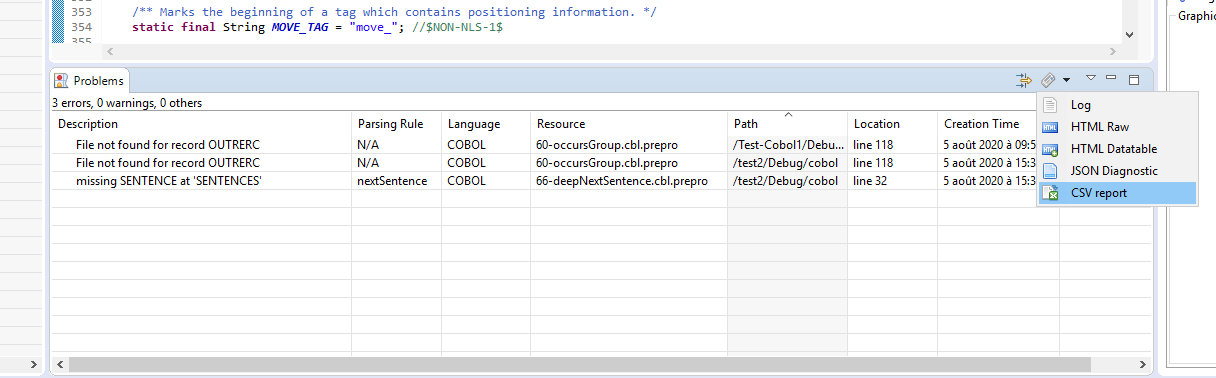 353 /** Marks the beginning of a tag which contains positioning information. */
354 static final String MOVE_TAG = "move_"; //$NON-NLS-1$
355
Graphic
Problems
3 errors, 0 warnings, 0 others
Description Parsing Rule Language Resource Path Location Creation Time
File not found for record OUTRERC N/A COBOL 60-occursGroup.cbl.prepro /Test-Cobol1/Debu... line 118 5 août 2020 à 09:5
File not found for record OUTRERC N/A COBOL 60-occursGroup.cbl.prepro /test2/Debug/cobol line 118 5 août 2020 à 15:3
missing SENTENCE at 'SENTENCES' nextSentence COBOL 66-deepNextSentence.cbl.prepro /test2/Debug/cobol line 32 5 août 2020 à 15:3
Log
HTML Raw
HTML Datatable
JSON Diagnostic
CSV report